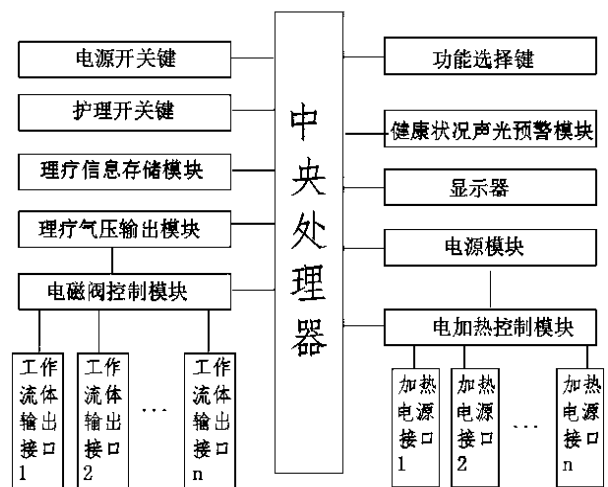 电源开关键
护理开关键
理疗信息存储模块
理疗气压输出模块
电磁阀控制模块
工作
流体
输出
接口
1
工作
流体
输出
接口
2
...
工作
流体
输出
接口
n
中
央
处
理
器
功能选择键
健康状况声光预警模块
显示器
电源模块
电加热控制模块
加热
电源
接口
1
加热
电源
接口
2
...
加热
电源
接口
n